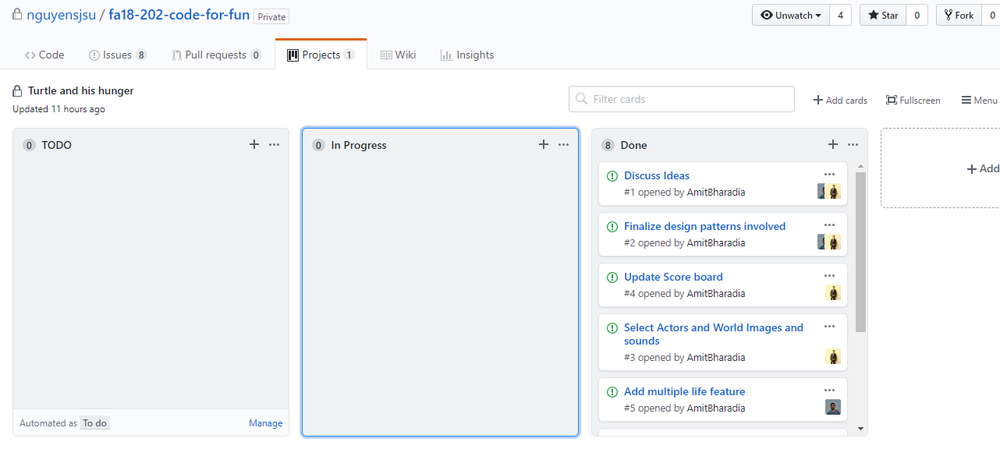 nguyensjsu / fa18-202-code-for-fun Private
Unwatch 4 Star 0 Fork 0
Code Issues 8 Pull requests 0 Projects 1 Wiki Insights
Turtle and his hunger
Updated 11 hours ago
Filter cards
Add cards Fullscreen Menu
0 TODO
Automated as To do Manage
0 In Progress
8 Done
Discuss Ideas
#1 opened by AmitBharadia
Finalize design patterns involved
#2 opened by AmitBharadia
Update Score board
#4 opened by AmitBharadia
Select Actors and World Images and
sounds
#3 opened by AmitBharadia
Add multiple life feature
#5 opened by AmitBharadia
Add